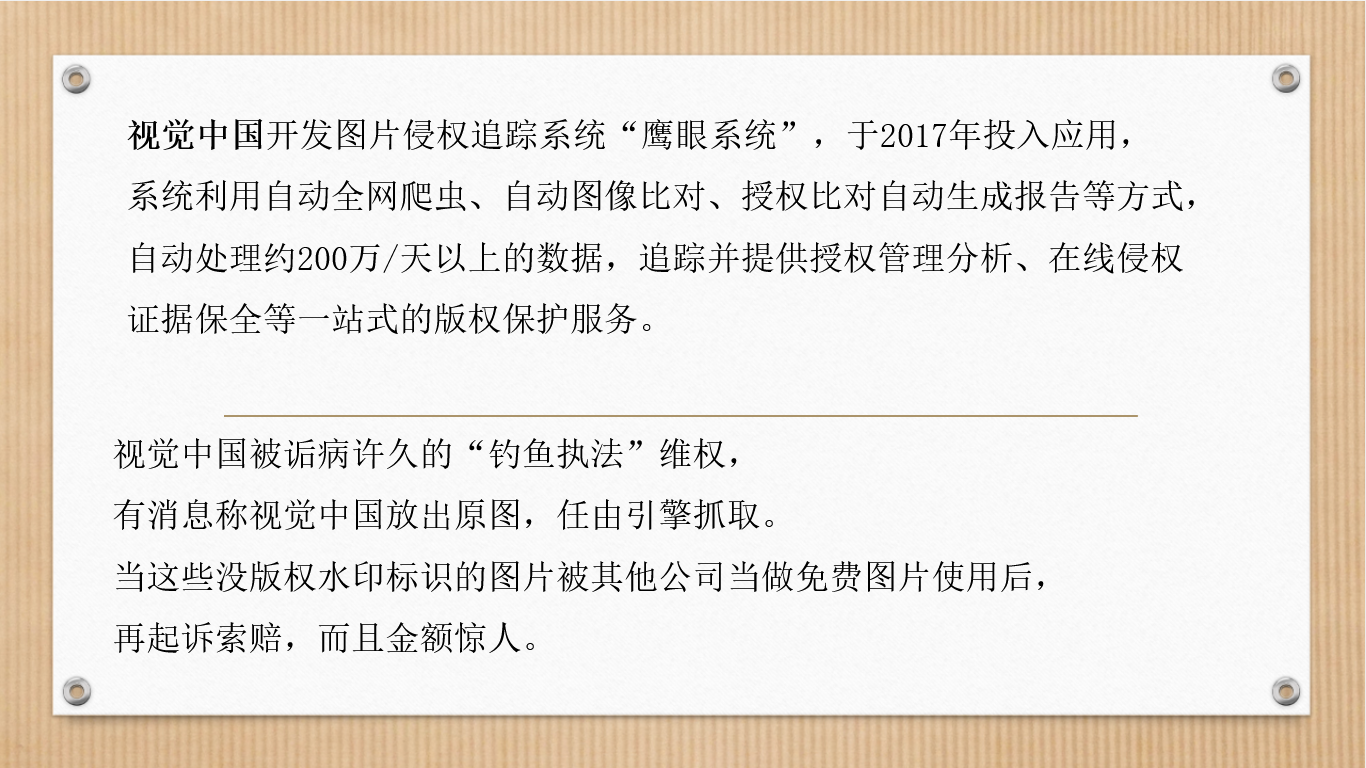 视觉中国开发图片侵权追踪系统“鹰眼系统”，于2017年投入应用，
系统利用自动全网爬虫、自动图像比对、授权比对自动生成报告等方式，
自动处理约200万/天以上的数据，追踪并提供授权管理分析、在线侵权
证据保全等一站式的版权保护服务。
视觉中国被诟病许久的“钓鱼执法”维权，
有消息称视觉中国放出原图，任由引擎抓取。
当这些没版权水印标识的图片被其他公司当做免费图片使用后，
再起诉索赔，而且金额惊人。